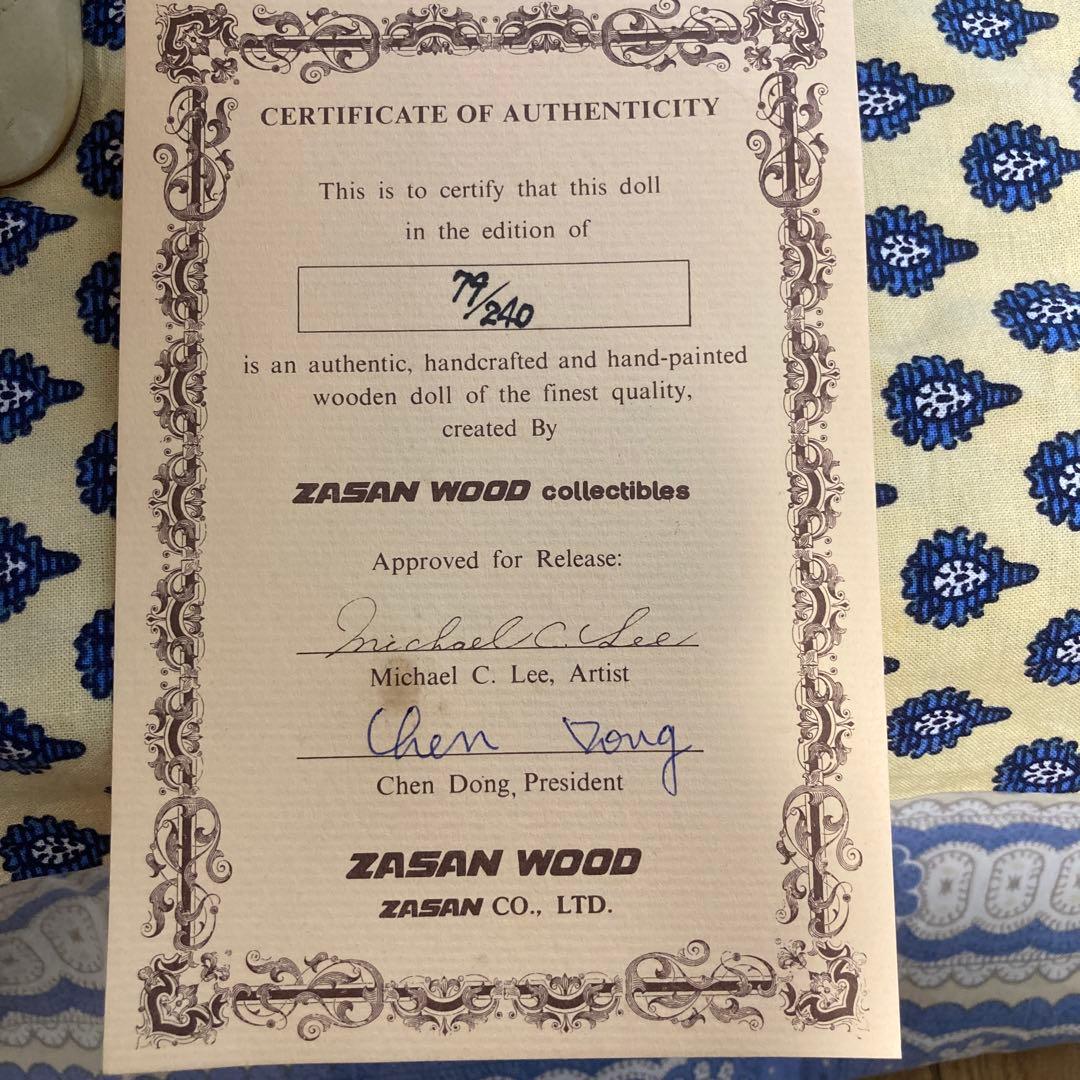 CERTIFICATE OF AUTHENTICITY
This is to certify that this doll
in the edition of
79/240
is an authentic, handcrafted and hand-painted
wooden doll of the finest quality,
created By
ZASAN WOOD collectibles
Approved for Release:
Michael C. Lee
Michael C. Lee, Artist
Chen Dong
Chen Dong, President
ZASAN WOOD
ZASAN CO., LTD.